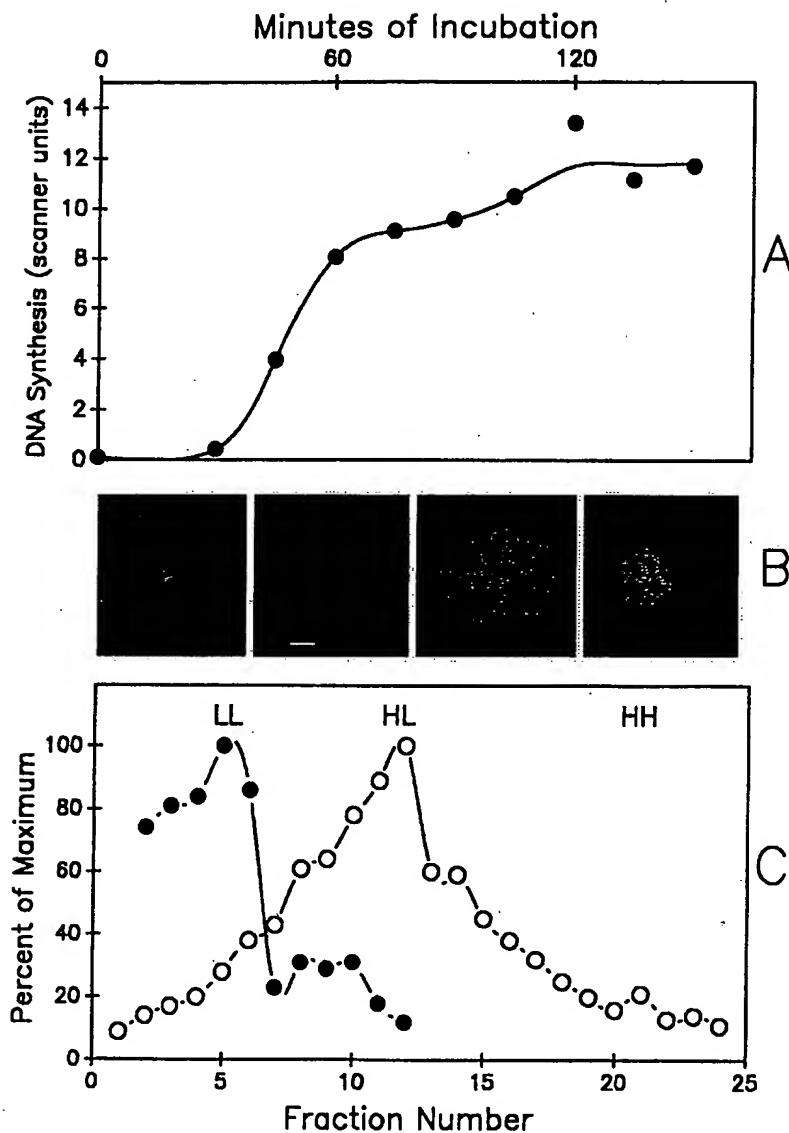 Minutes of Incubation
0 60 120
DNA Synthesis (scanner units)
14
12
10
8
6
4
2
0
A
B
LL HL HH
Percent of Maximum
100
80
60
40
20
0
C
0 5 10 15 20 25
Fraction Number